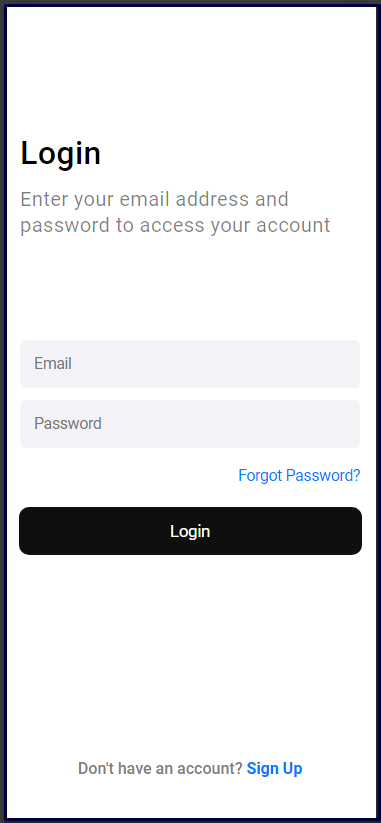 Login
Enter your email address and
password to access your account
Email
Password
Forgot Password?
Login
Don't have an account? Sign Up